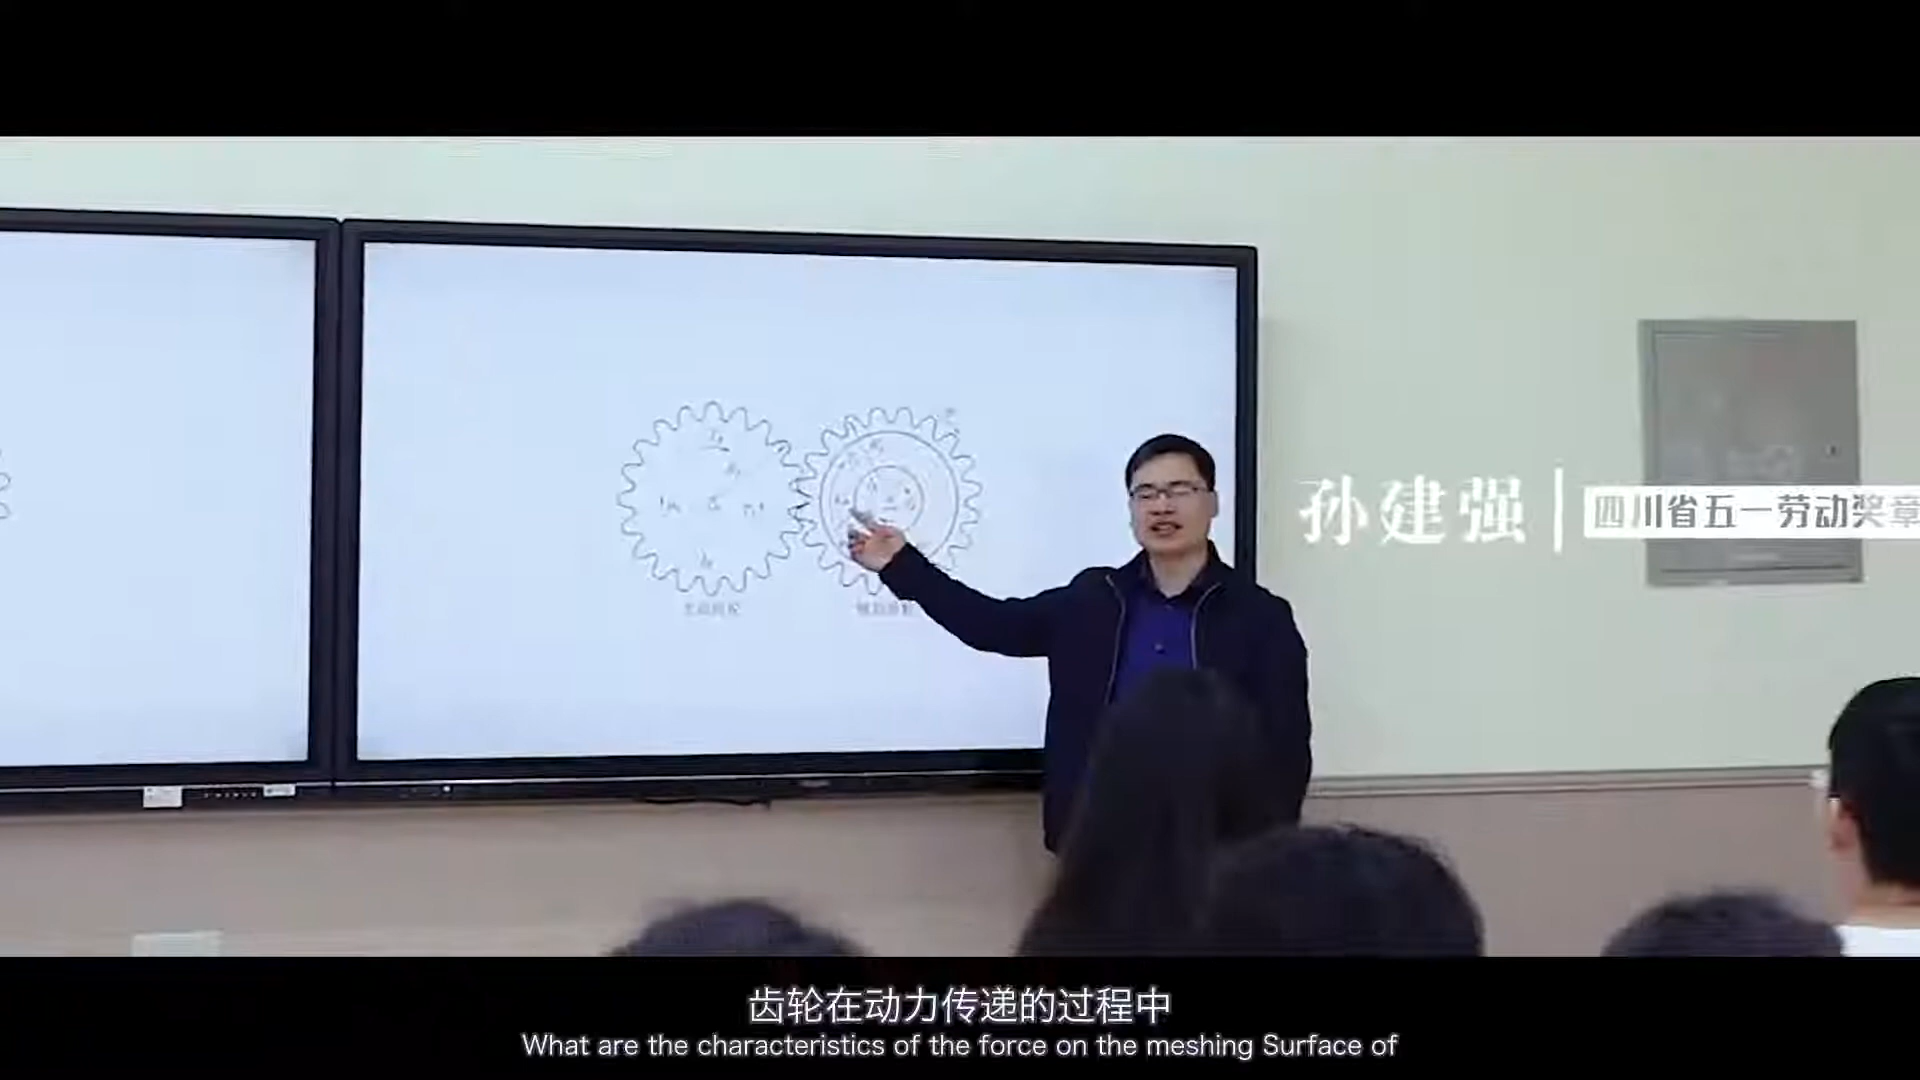 孙建强
四川省五一劳动奖章
齿轮在动力传递的过程中
What are the characteristics of the force on the meshing Surface of